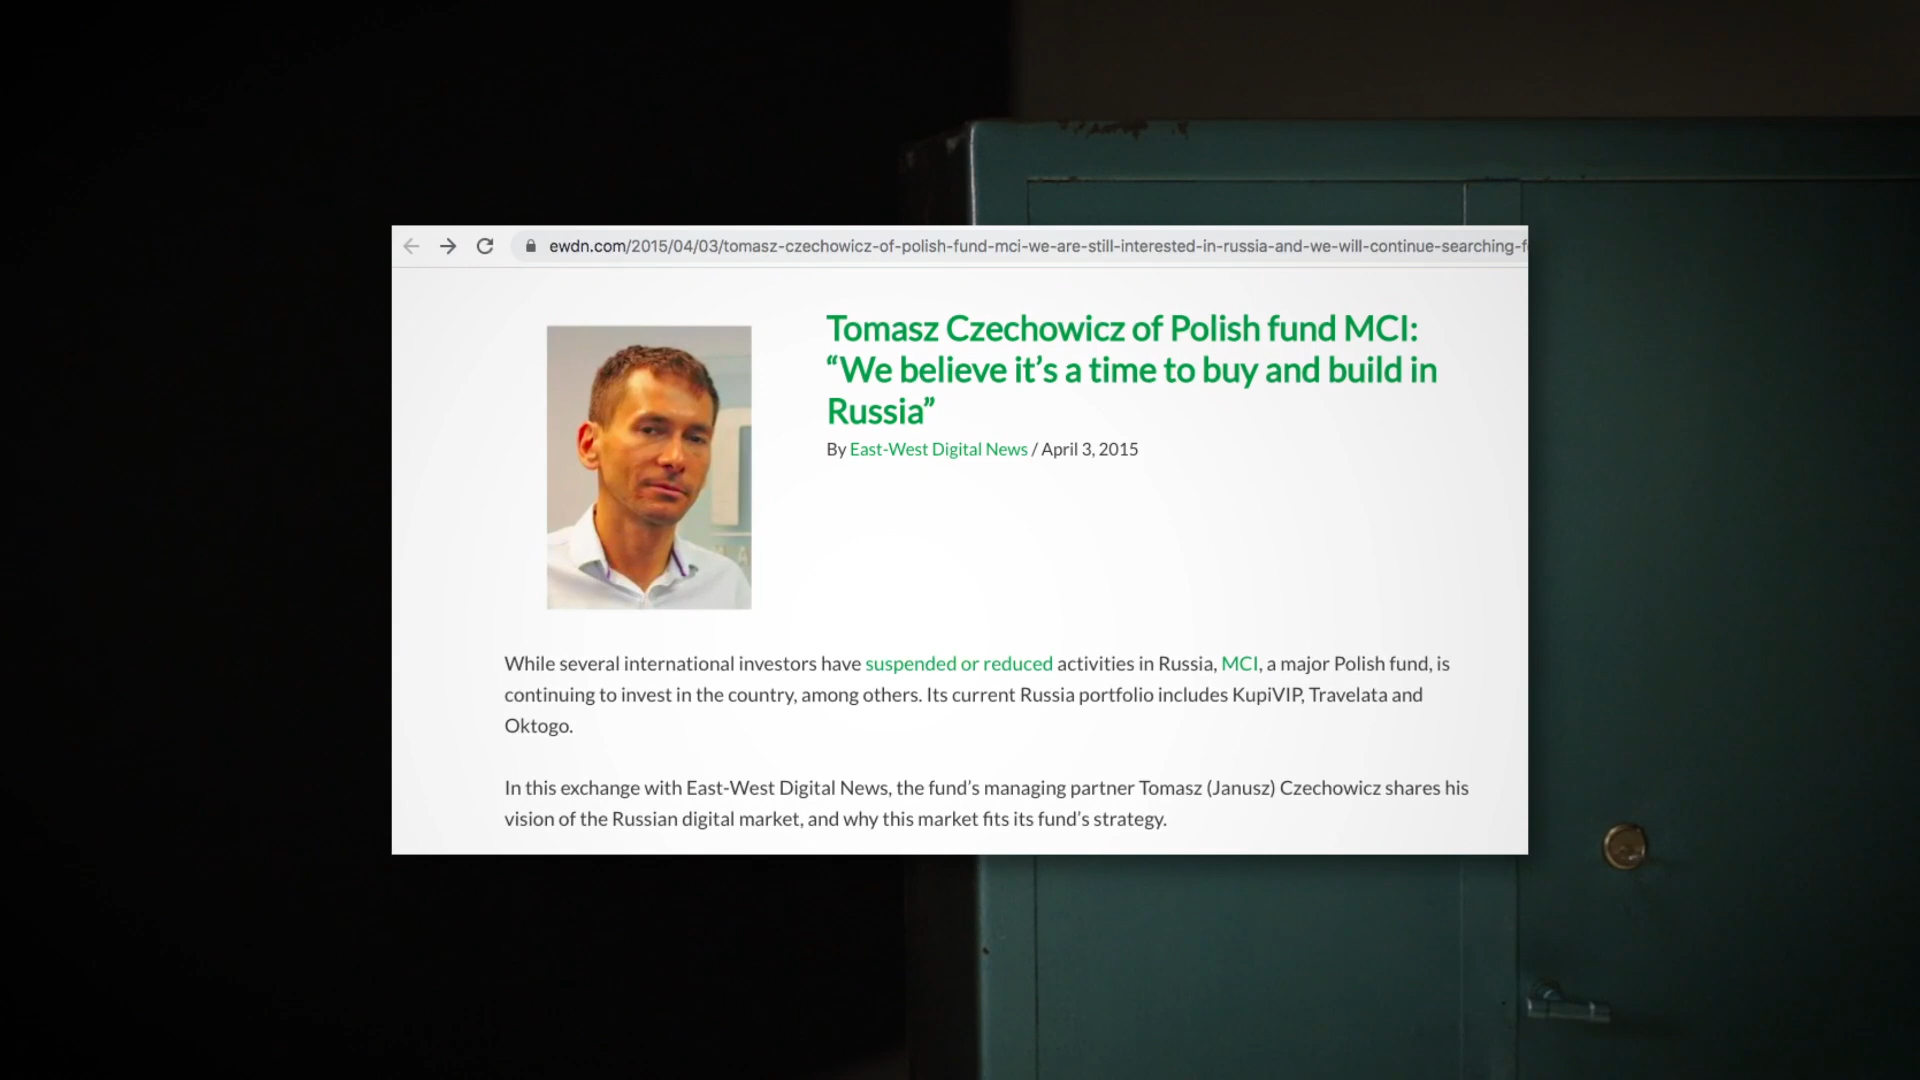 ewdn.com/2015/04/03/tomasz-czechowicz-of-polish-fund-mci-we-are-still-interested-in-russia-and-we-will-continue-searching-f
Tomasz Czechowicz of Polish fund MCI:
“We believe it’s a time to buy and build in
Russia”
By East-West Digital News / April 3, 2015
While several international investors have suspended or reduced activities in Russia, MCI, a major Polish fund, is
continuing to invest in the country, among others. Its current Russia portfolio includes KupiVIP, Travelata and
Oktogo.
In this exchange with East-West Digital News, the fund’s managing partner Tomasz (Janusz) Czechowicz shares his
vision of the Russian digital market, and why this market fits its fund’s strategy.